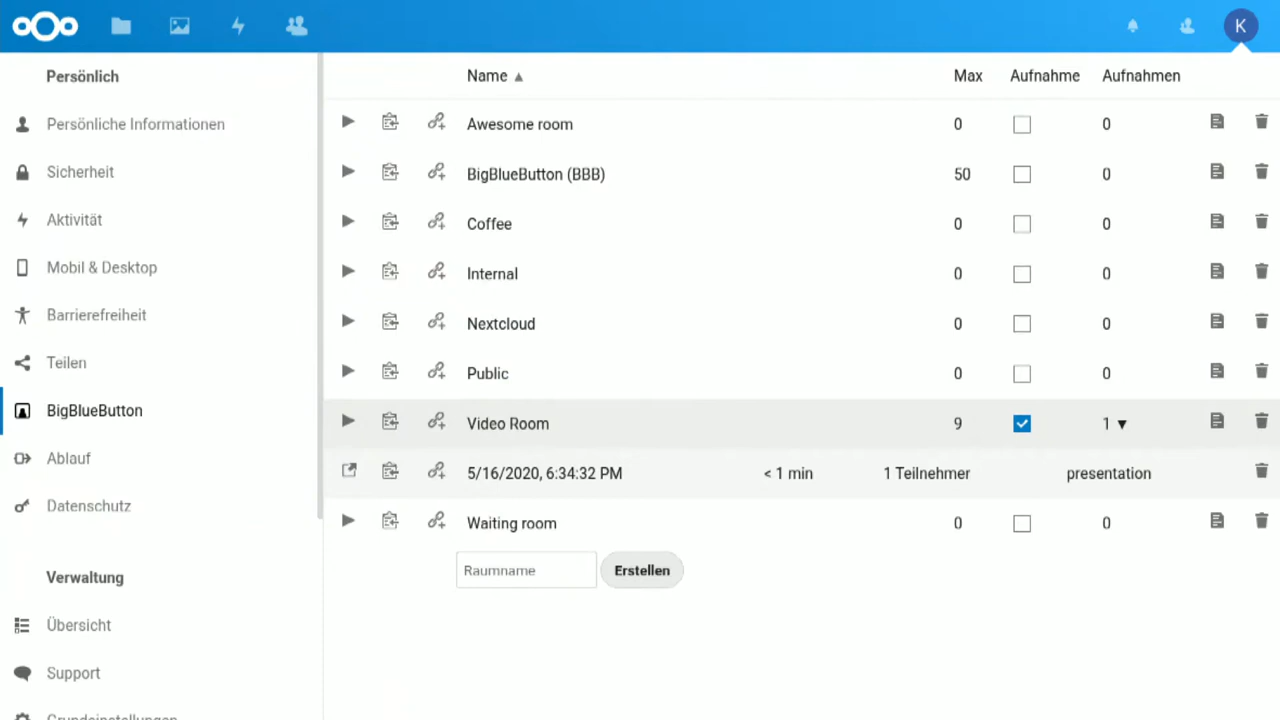 K
Persönlich
Persönliche Informationen
Sicherheit
Aktivität
Mobil & Desktop
Barrierefreiheit
Teilen
BigBlueButton
Ablauf
Datenschutz
Verwaltung
Übersicht
Support
Grundeinstellungen
Name ▲ Max Aufnahme Aufnahmen
Awesome room 0 0
BigBlueButton (BBB) 50 0
Coffee 0 0
Internal 0 0
Nextcloud 0 0
Public 0 0
Video Room 9 1 ▼
5/16/2020, 6:34:32 PM < 1 min 1 Teilnehmer presentation
Waiting room 0 0
Raumname Erstellen